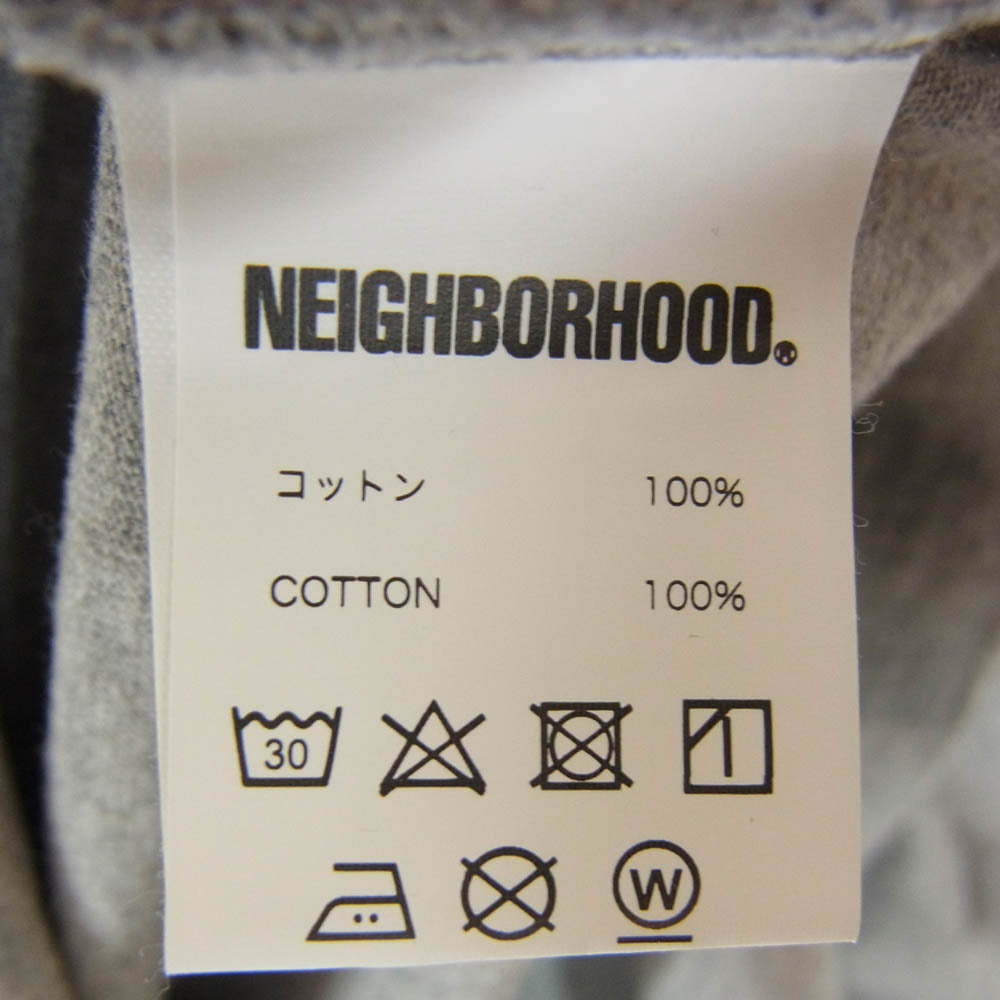 NEIGHBORHOOD®
コットン 100%
COTTON 100%
30
W